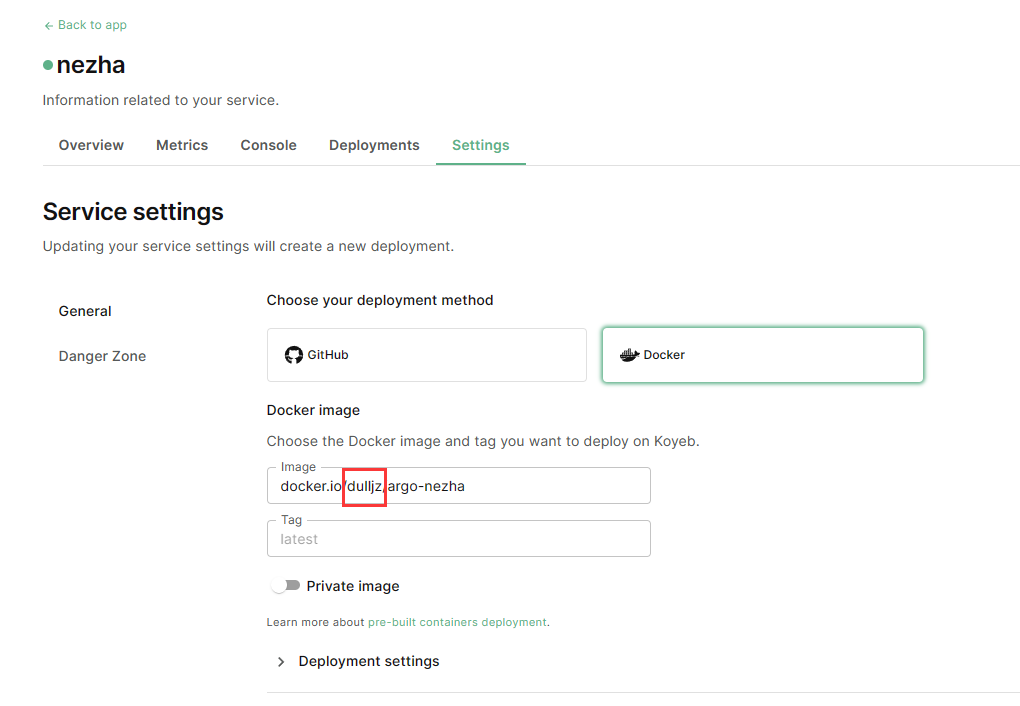 ← Back to app
nezha
Information related to your service.
Overview Metrics Console Deployments Settings
Service settings
Updating your service settings will create a new deployment.
General
Danger Zone
Choose your deployment method
GitHub Docker
Docker image
Choose the Docker image and tag you want to deploy on Koyeb.
Image
docker.io/dulljz/argo-nezha
Tag
latest
Private image
Learn more about pre-built containers deployment.
Deployment settings